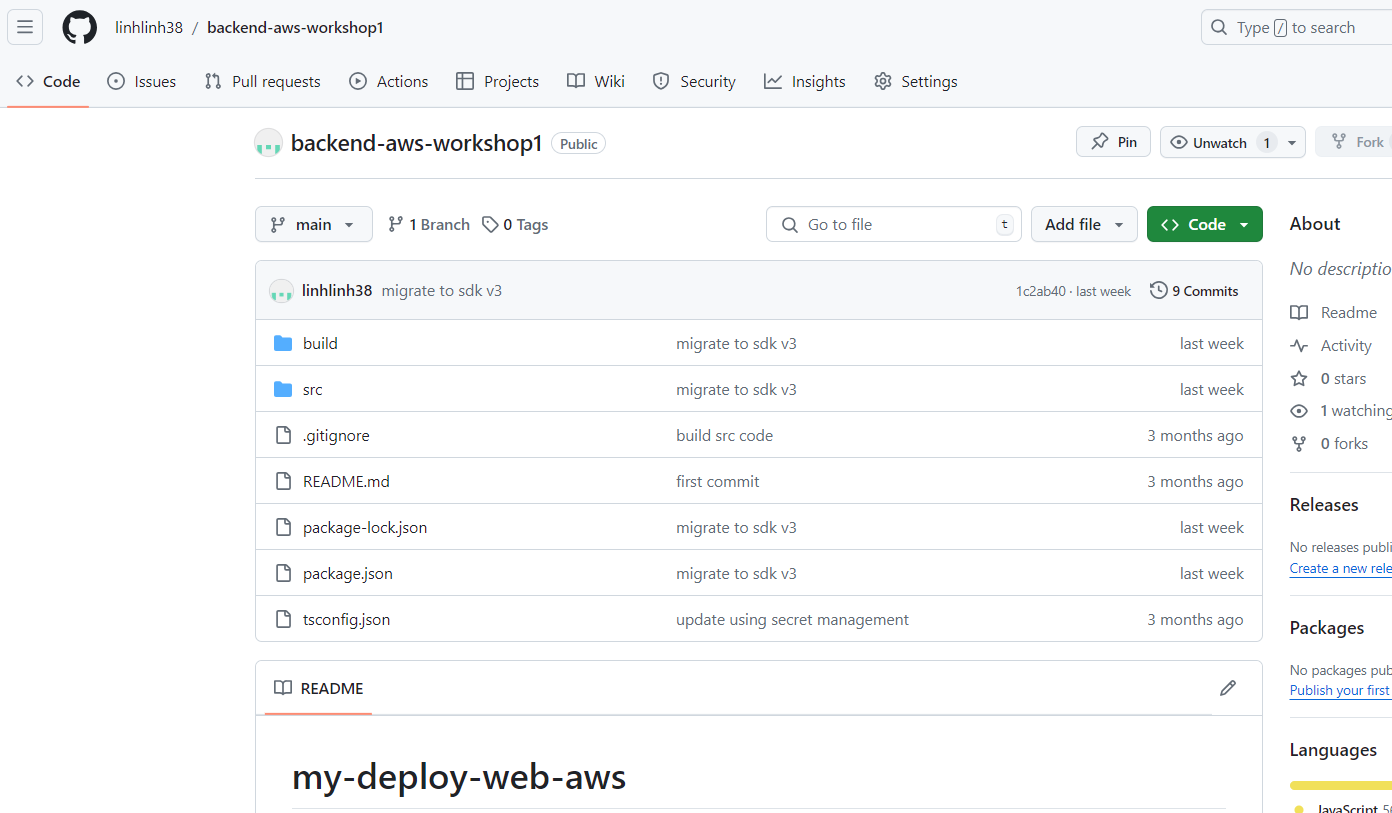 linhlinh38 / backend-aws-workshop1
Type / to search
Code Issues Pull requests Actions Projects Wiki Security Insights Settings
backend-aws-workshop1 Public
Pin Unwatch 1 Fork
main 1 Branch 0 Tags Go to file t Add file Code
linhlinh38 migrate to sdk v3 1c2ab40 · last week 9 Commits
build migrate to sdk v3 last week
src migrate to sdk v3 last week
.gitignore build src code 3 months ago
README.md first commit 3 months ago
package-lock.json migrate to sdk v3 last week
package.json migrate to sdk v3 last week
tsconfig.json update using secret management 3 months ago
README
my-deploy-web-aws
About
No descriptio
Readme
Activity
0 stars
1 watching
0 forks
Releases
No releases publi
Create a new rele
Packages
No packages pub
Publish your first
Languages
JavaScript